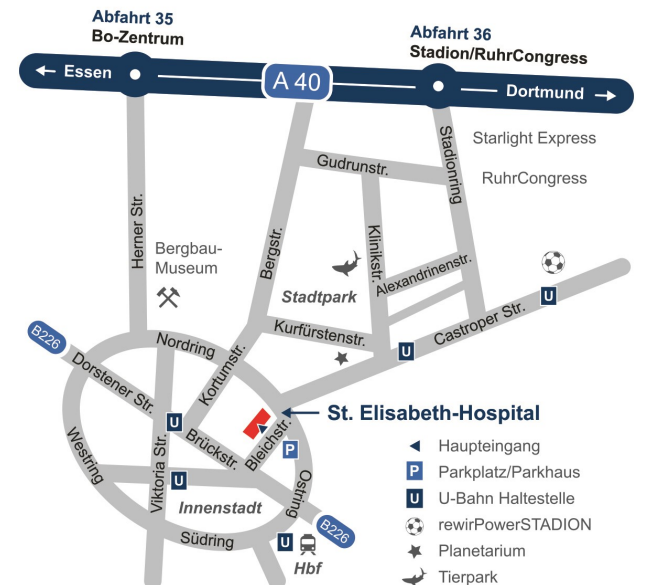 Abfahrt 35
Bo-Zentrum
Abfahrt 36
Stadion/RuhrCongress
← Essen
A 40
Dortmund →
Starlight Express
RuhrCongress
Gudrunstr.
Stadionring
Herner Str.
Bergbau-
Museum
Bergstr.
Klinikstr.
Alexandrinenstr.
Stadtpark
Kurfürstenstr.
Castroper Str.
U
U
B226
Nordring
Dorstener Str.
Kortumstr.
St. Elisabeth-Hospital
U
Brückstr.
Bleichstr.
P
Westring
Viktoria Str.
U
Innenstadt
Ostring
B226
Südring
U
Hbf
Haupteingang
P Parkplatz/Parkhaus
U U-Bahn Haltestelle
rewirPowerSTADION
Planetarium
Tierpark